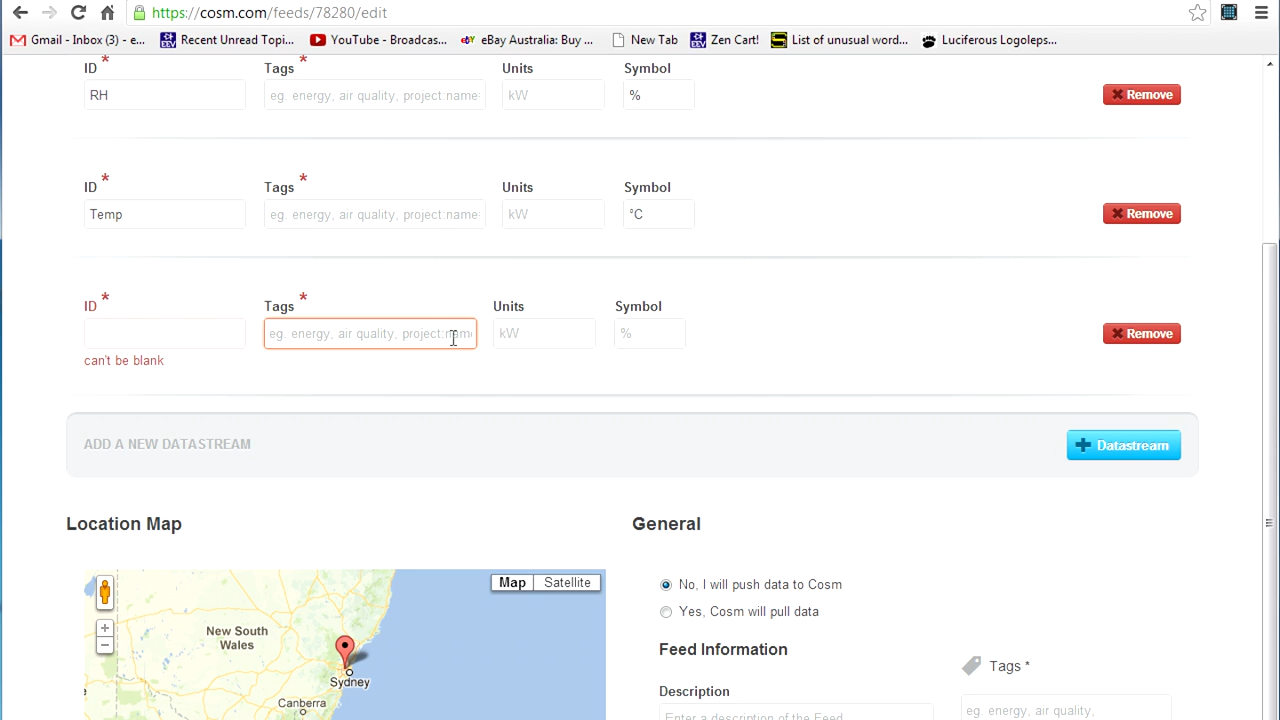 https://cosm.com/feeds/78280/edit
Gmail - Inbox (3) - e... Recent Unread Topi... YouTube - Broadcas... eBay Australia: Buy ... New Tab Zen Cart! List of unusual word... Luciferous Logoleps...
ID * Tags * Units Symbol
RH eg. energy, air quality, project:name= kW % Remove
ID * Tags * Units Symbol
Temp eg. energy, air quality, project:name= kW °C Remove
ID * Tags * Units Symbol
eg. energy, air quality, project:name kW % Remove
can't be blank
ADD A NEW DATASTREAM Datastream
Location Map General
Map Satellite
No, I will push data to Cosm
Yes, Cosm will pull data
New South
Wales
Feed Information
Tags *
Sydney
Description
Canberra
eg. energy, air quality,
Enter a description of the Feed